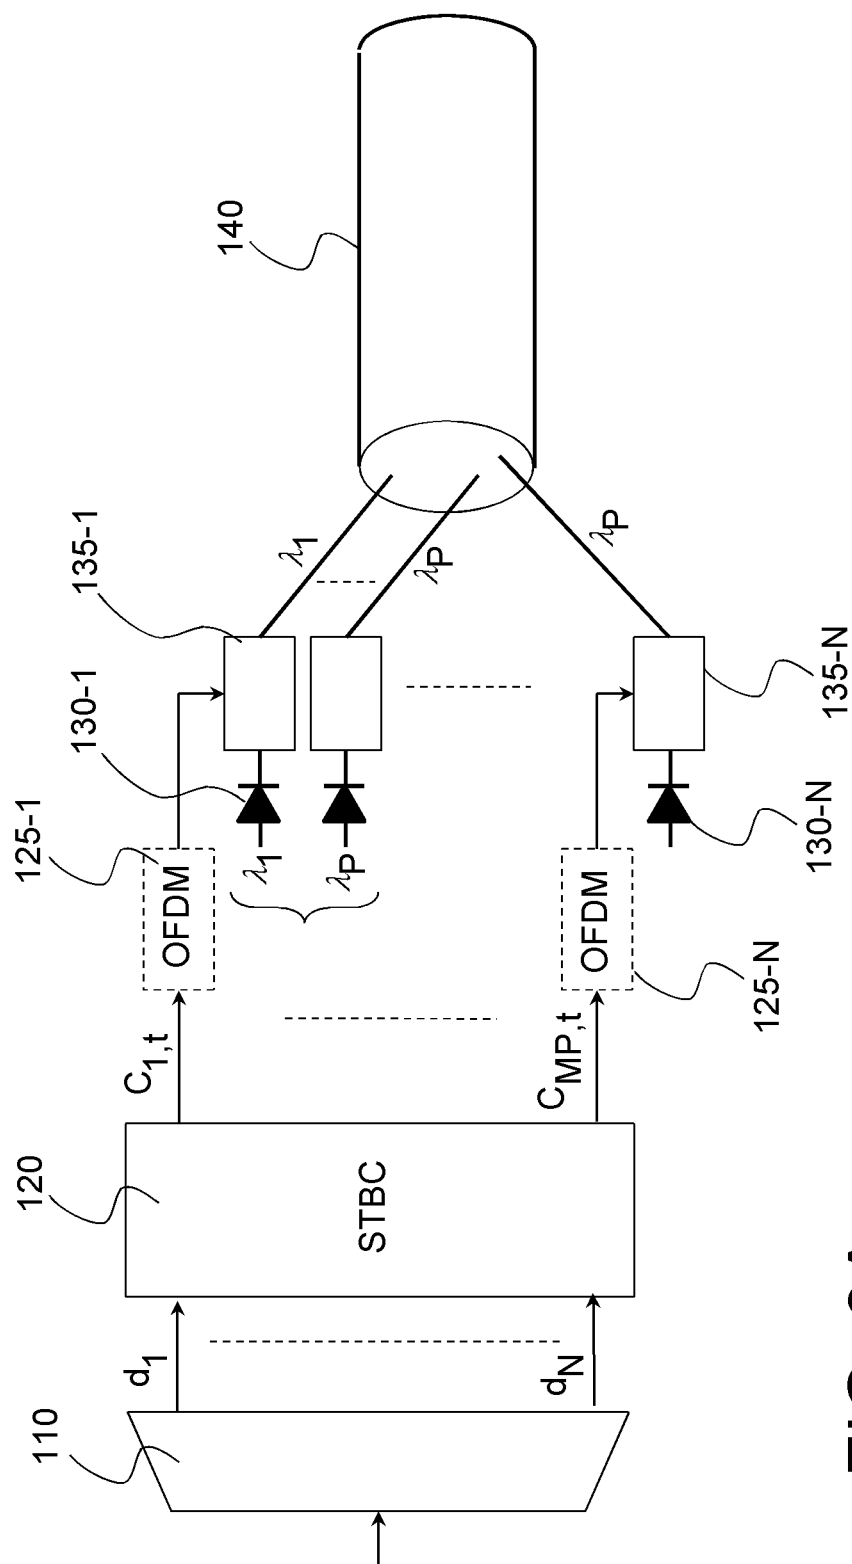 110
d1
dN
120
STBC
C1,t
CMP,t
125-1
OFDM
OFDM
125-N
130-1
λ1
λP
130-N
135-1
135-N
λ1
λP
λP
140